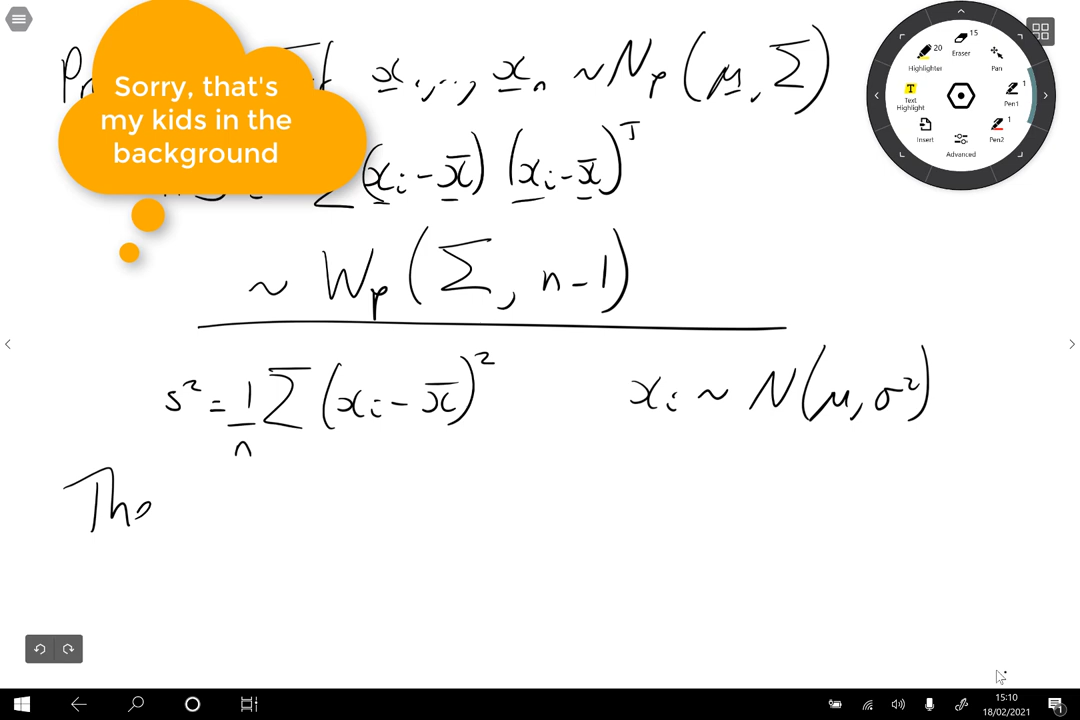 x₁, .., xₙ ~ Nₚ(μ, Σ)
Sorry, that's
my kids in the
background
(xᵢ - x̄) (xᵢ - x̄)ᵀ
~ Wₚ(Σ, n-1)
s² = 1/n Σ (xᵢ - x̄)²   xᵢ ~ N(μ, σ²)
The
20
Highlighter
15
Eraser
Pan
T
Text
Highlight
1
Pen1
Insert
Advanced
1
Pen2
15:10
18/02/2021
1